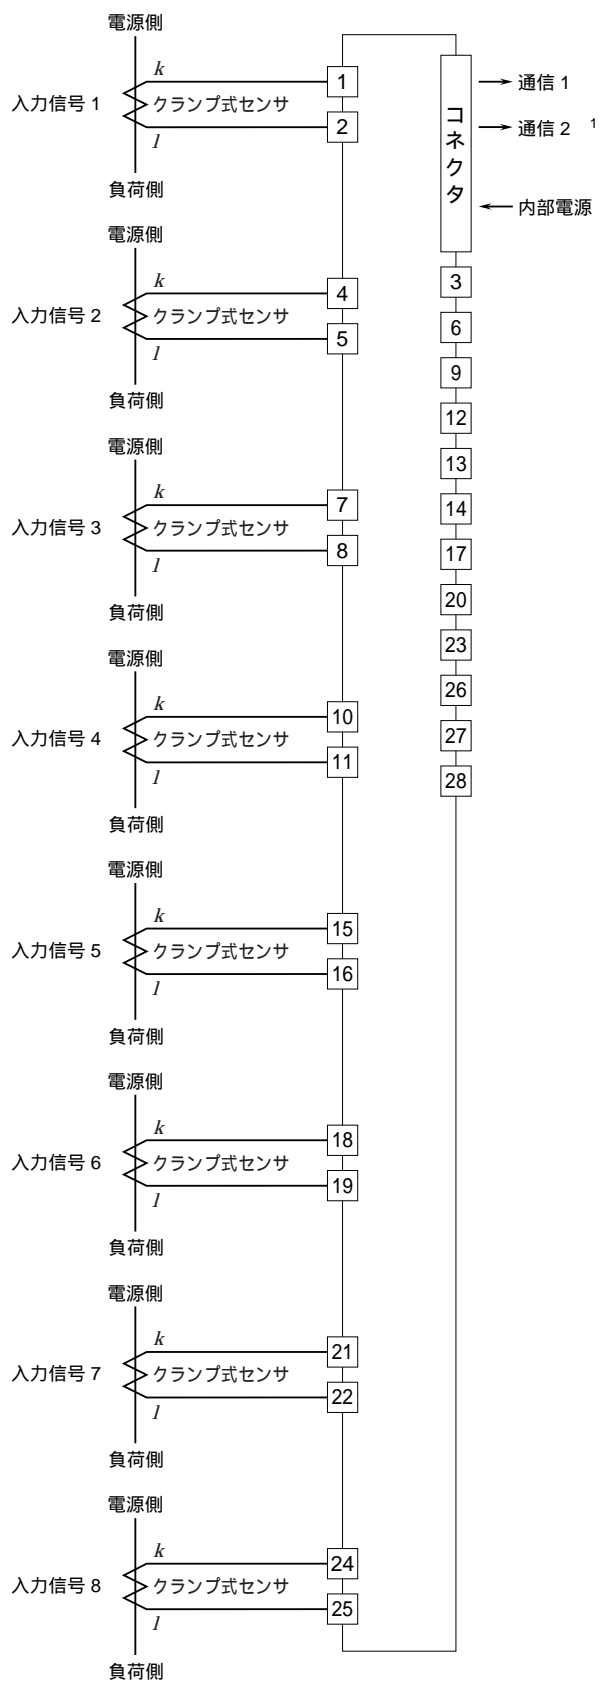 電源側
k
入力信号 1
クランプ式センサ
l
負荷側
1
2
電源側
k
入力信号 2
クランプ式センサ
l
負荷側
4
5
電源側
k
入力信号 3
クランプ式センサ
l
負荷側
7
8
電源側
k
入力信号 4
クランプ式センサ
l
負荷側
10
11
電源側
k
入力信号 5
クランプ式センサ
l
負荷側
15
16
電源側
k
入力信号 6
クランプ式センサ
l
負荷側
18
19
電源側
k
入力信号 7
クランプ式センサ
l
負荷側
21
22
電源側
k
入力信号 8
クランプ式センサ
l
負荷側
24
25
コネクタ
通信 1
通信 2 1
内部電源
3
6
9
12
13
14
17
20
23
26
27
28